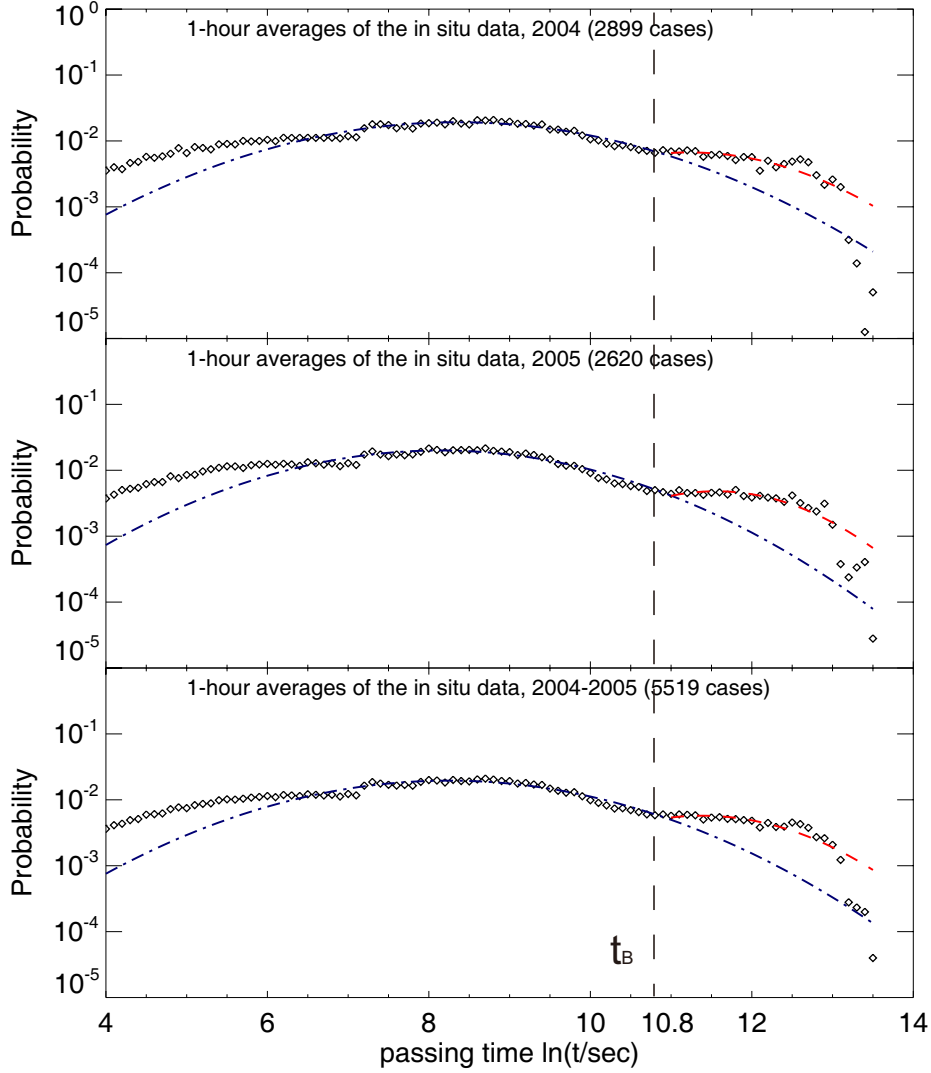 1-hour averages of the in situ data, 2004 (2899 cases)
10^0
10^-1
10^-2
10^-3
10^-4
10^-5
Probability
1-hour averages of the in situ data, 2005 (2620 cases)
10^-1
10^-2
10^-3
10^-4
10^-5
Probability
1-hour averages of the in situ data, 2004-2005 (5519 cases)
10^-1
10^-2
10^-3
10^-4
10^-5
Probability
t_B
4 6 8 10 10.8 12 14
passing time ln(t/sec)